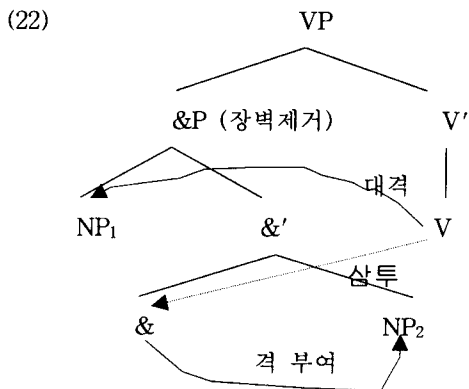 (22) VP
&P (장벽제거) V'
대격
NP₁ &' V
삼투
& NP₂
격 부여